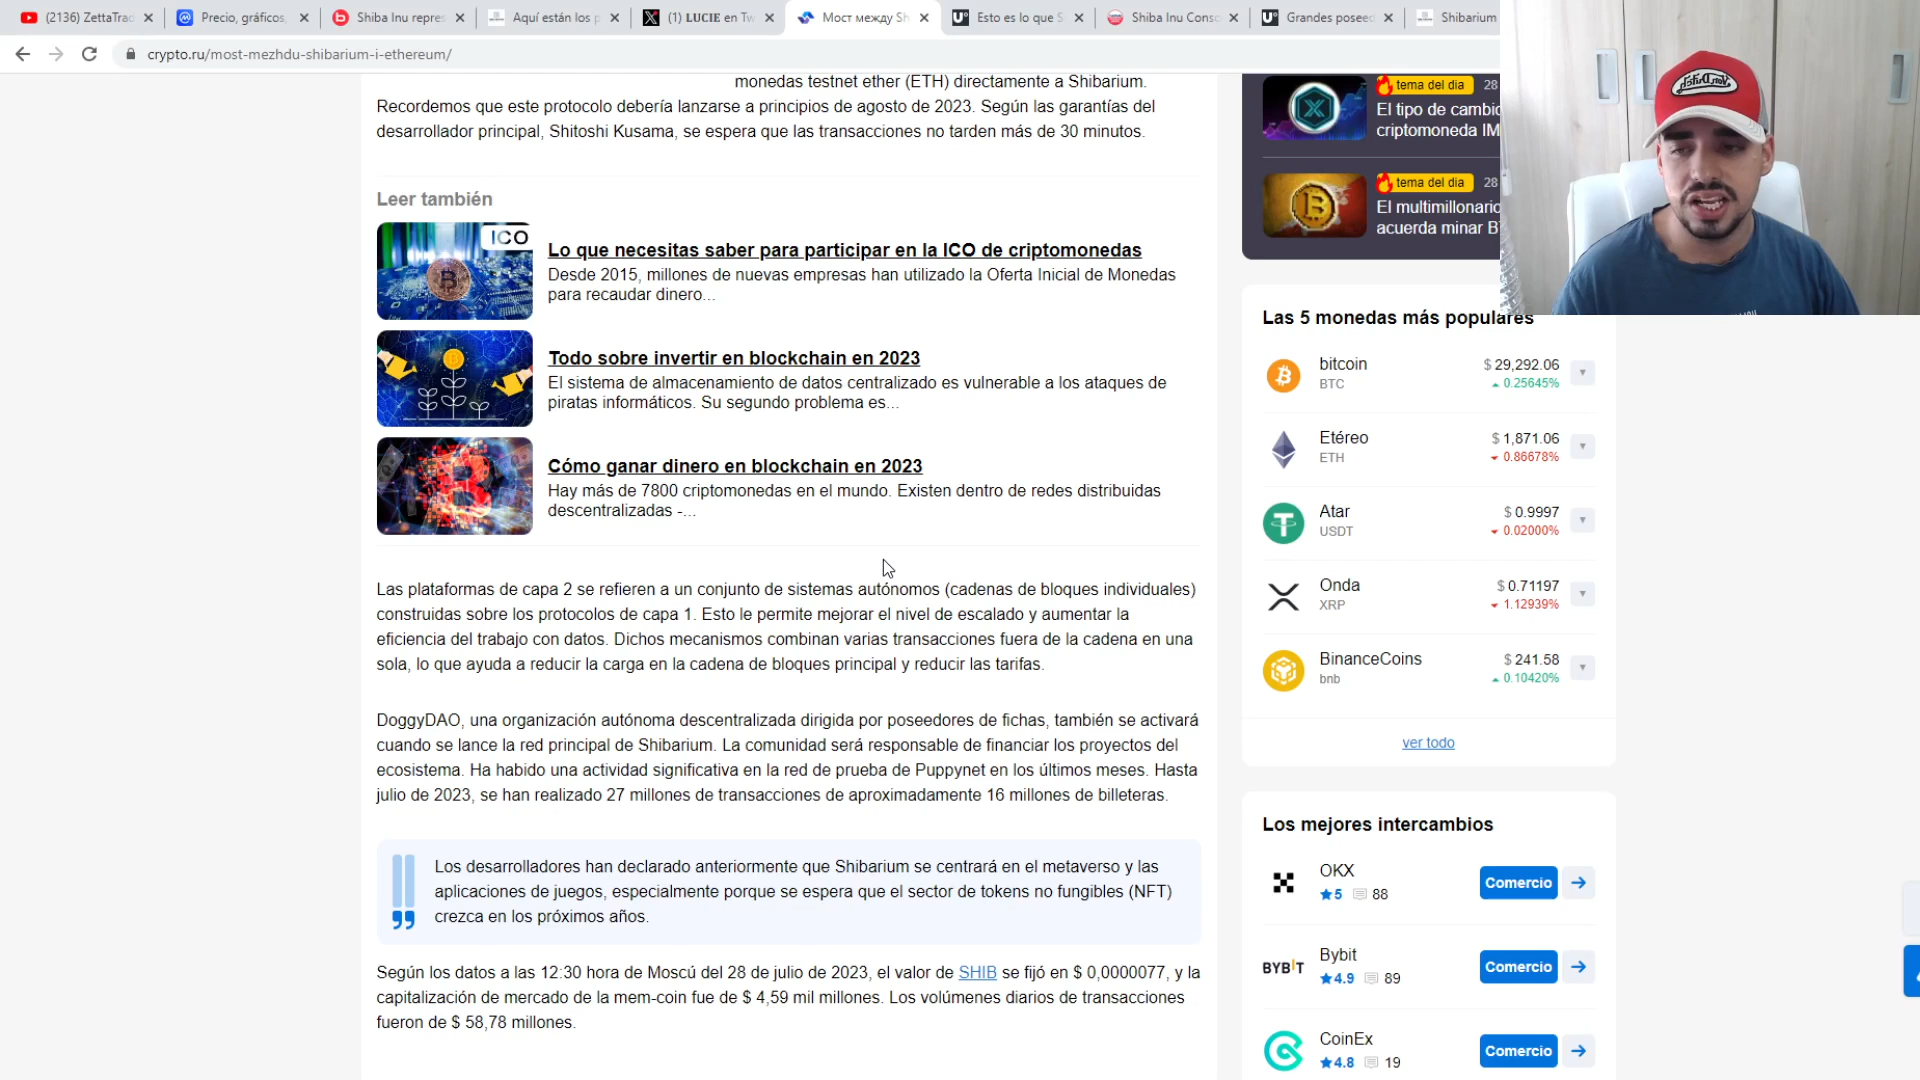 (2136) ZettaTrad
Precio, gráficos,
Shiba Inu repres
Aquí están los p
(1) LUCIE en Tw
Мост между Sh
Esto es lo que S
Shiba Inu Conso
Grandes poseed
Shibarium
crypto.ru/most-mezhdu-shibarium-i-ethereum/
monedas testnet ether (ETH) directamente a Shibarium.
Recordemos que este protocolo debería lanzarse a principios de agosto de 2023. Según las garantías del
desarrollador principal, Shitoshi Kusama, se espera que las transacciones no tarden más de 30 minutos.
Leer también
ICO
Lo que necesitas saber para participar en la ICO de criptomonedas
Desde 2015, millones de nuevas empresas han utilizado la Oferta Inicial de Monedas
para recaudar dinero...
Todo sobre invertir en blockchain en 2023
El sistema de almacenamiento de datos centralizado es vulnerable a los ataques de
piratas informáticos. Su segundo problema es...
Cómo ganar dinero en blockchain en 2023
Hay más de 7800 criptomonedas en el mundo. Existen dentro de redes distribuidas
descentralizadas -...
Las plataformas de capa 2 se refieren a un conjunto de sistemas autónomos (cadenas de bloques individuales)
construidas sobre los protocolos de capa 1. Esto le permite mejorar el nivel de escalado y aumentar la
eficiencia del trabajo con datos. Dichos mecanismos combinan varias transacciones fuera de la cadena en una
sola, lo que ayuda a reducir la carga en la cadena de bloques principal y reducir las tarifas.
DoggyDAO, una organización autónoma descentralizada dirigida por poseedores de fichas, también se activará
cuando se lance la red principal de Shibarium. La comunidad será responsable de financiar los proyectos del
ecosistema. Ha habido una actividad significativa en la red de prueba de Puppynet en los últimos meses. Hasta
julio de 2023, se han realizado 27 millones de transacciones de aproximadamente 16 millones de billeteras.
Los desarrolladores han declarado anteriormente que Shibarium se centrará en el metaverso y las
aplicaciones de juegos, especialmente porque se espera que el sector de tokens no fungibles (NFT)
crezca en los próximos años.
Según los datos a las 12:30 hora de Moscú del 28 de julio de 2023, el valor de SHIB se fijó en $ 0,0000077, y la
capitalización de mercado de la mem-coin fue de $ 4,59 mil millones. Los volúmenes diarios de transacciones
fueron de $ 58,78 millones.
tema del dia 28
El tipo de cambio
criptomoneda IM
tema del dia 28
El multimillonario
acuerda minar B
Von Dutch
Las 5 monedas más populares
bitcoin $ 29,292.06
BTC 0.25645%
Etéreo $ 1,871.06
ETH 0.86678%
Atar $ 0.9997
USDT 0.02000%
Onda $ 0.71197
XRP 1.12939%
BinanceCoins $ 241.58
bnb 0.10420%
ver todo
Los mejores intercambios
OKX
5 88
Comercio
BYBIT
Bybit
4.9 89
Comercio
CoinEx
4.8 19
Comercio